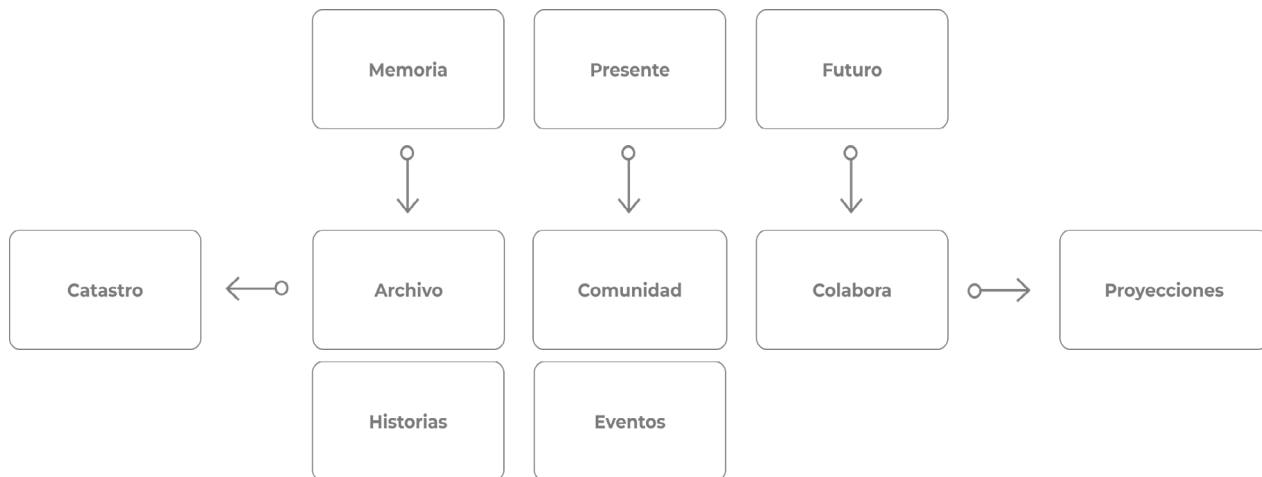 Memoria
Presente
Futuro
Catastro
Archivo
Comunidad
Colabora
Proyecciones
Historias
Eventos